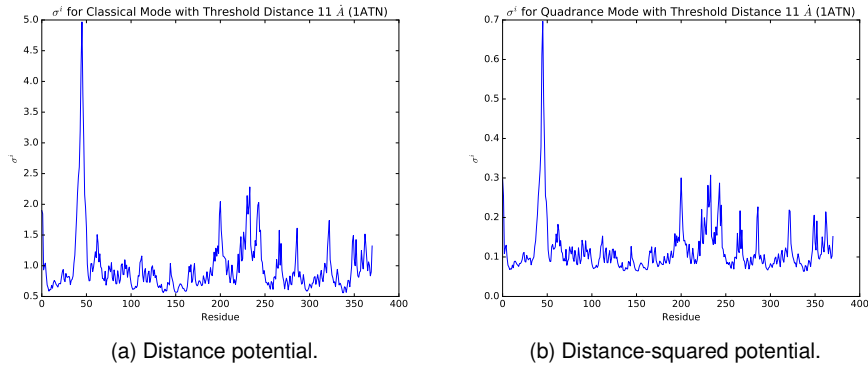 σ^i for Classical Mode with Threshold Distance 11 Å (1ATN)
5.0
4.5
4.0
3.5
3.0
2.5
2.0
1.5
1.0
0.5
σ^i
0 50 100 150 200 250 300 350 400
Residue
(a) Distance potential.
σ^i for Quadrance Mode with Threshold Distance 11 Å (1ATN)
0.7
0.6
0.5
0.4
0.3
0.2
0.1
0.0
σ^i
0 50 100 150 200 250 300 350 400
Residue
(b) Distance-squared potential.